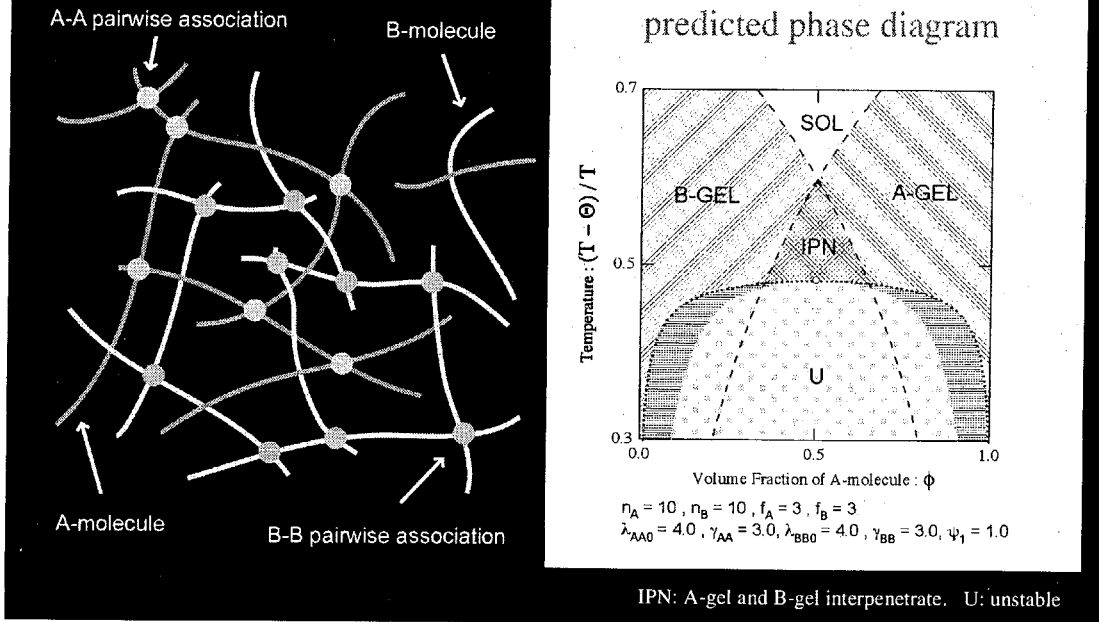 A-A pairwise association
B-molecule
A-molecule
B-B pairwise association
predicted phase diagram
0.7
SOL
B-GEL
A-GEL
IPN
0.5
U
0.3
0.0
0.5
1.0
Temperature : (T − Θ) / T
Volume Fraction of A-molecule : ϕ
n_A = 10 , n_B = 10 , f_A = 3 , f_B = 3
λ_AA0 = 4.0 , γ_AA = 3.0, λ_BB0 = 4.0 , γ_BB = 3.0, ψ_1 = 1.0
IPN: A-gel and B-gel interpenetrate. U: unstable